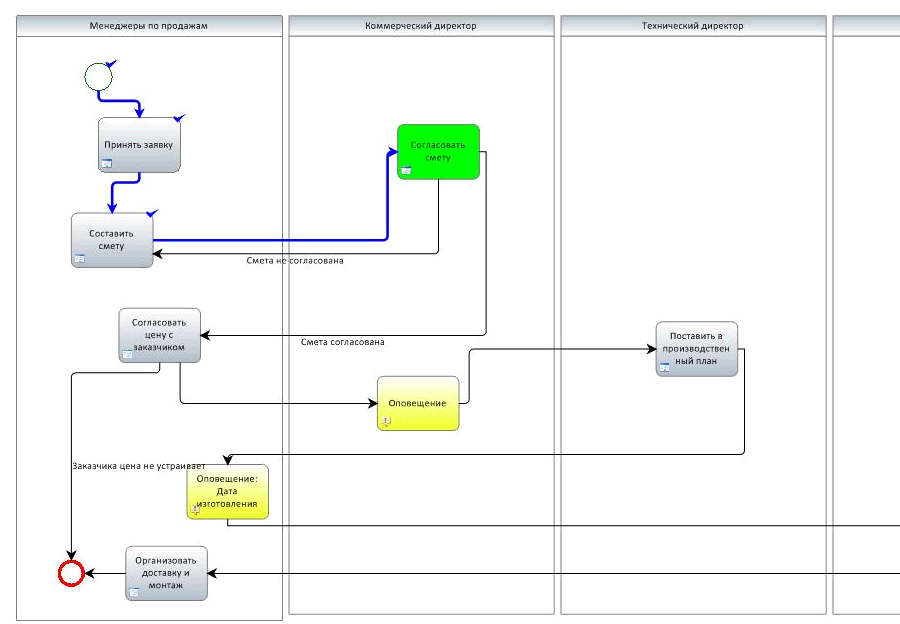 Менеджеры по продажам
Коммерческий директор
Технический директор
Принять заявку
Согласовать
смету
Составить
смету
Смета не согласована
Согласовать
цену с
заказчиком
Смета согласована
Поставить в
производствен
ный план
Оповещение
Заказчика цена не устраивает
Оповещение:
Дата
изготовления
Организовать
доставку и
монтаж